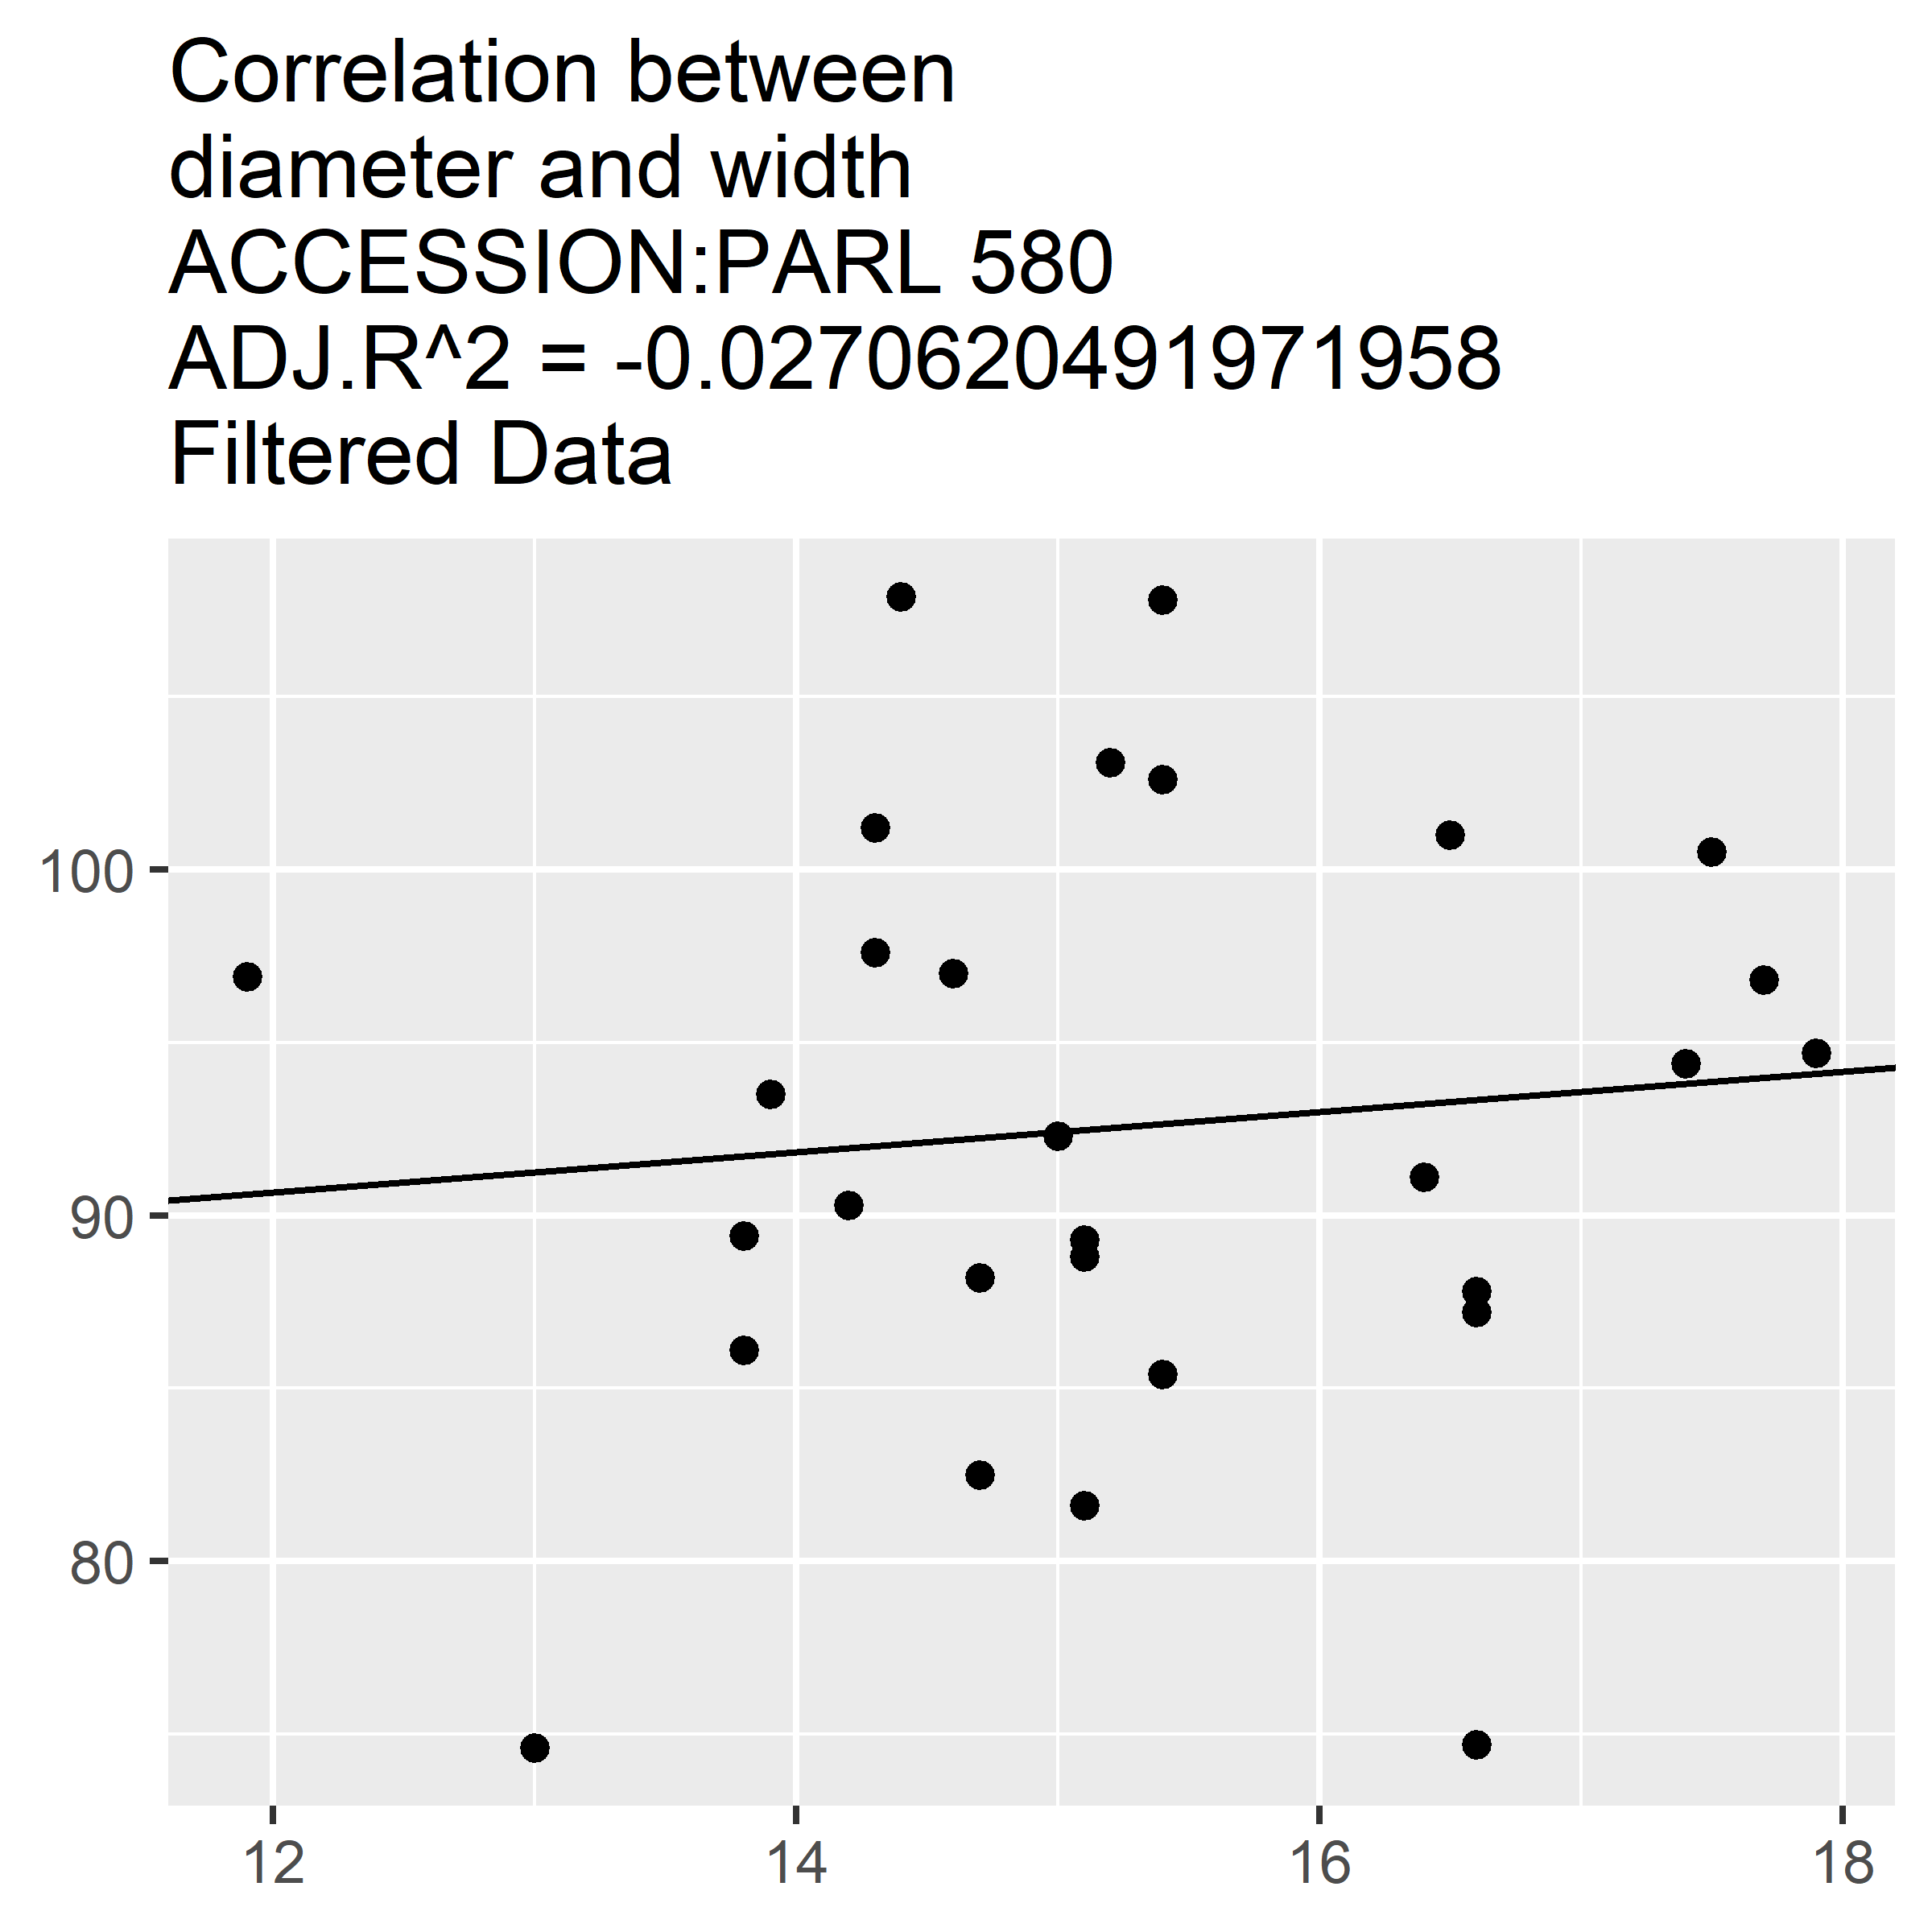 Correlation between
diameter and width
ACCESSION:PARL 580
ADJ.R^2 = -0.0270620491971958
Filtered Data
100
90
80
12 14 16 18